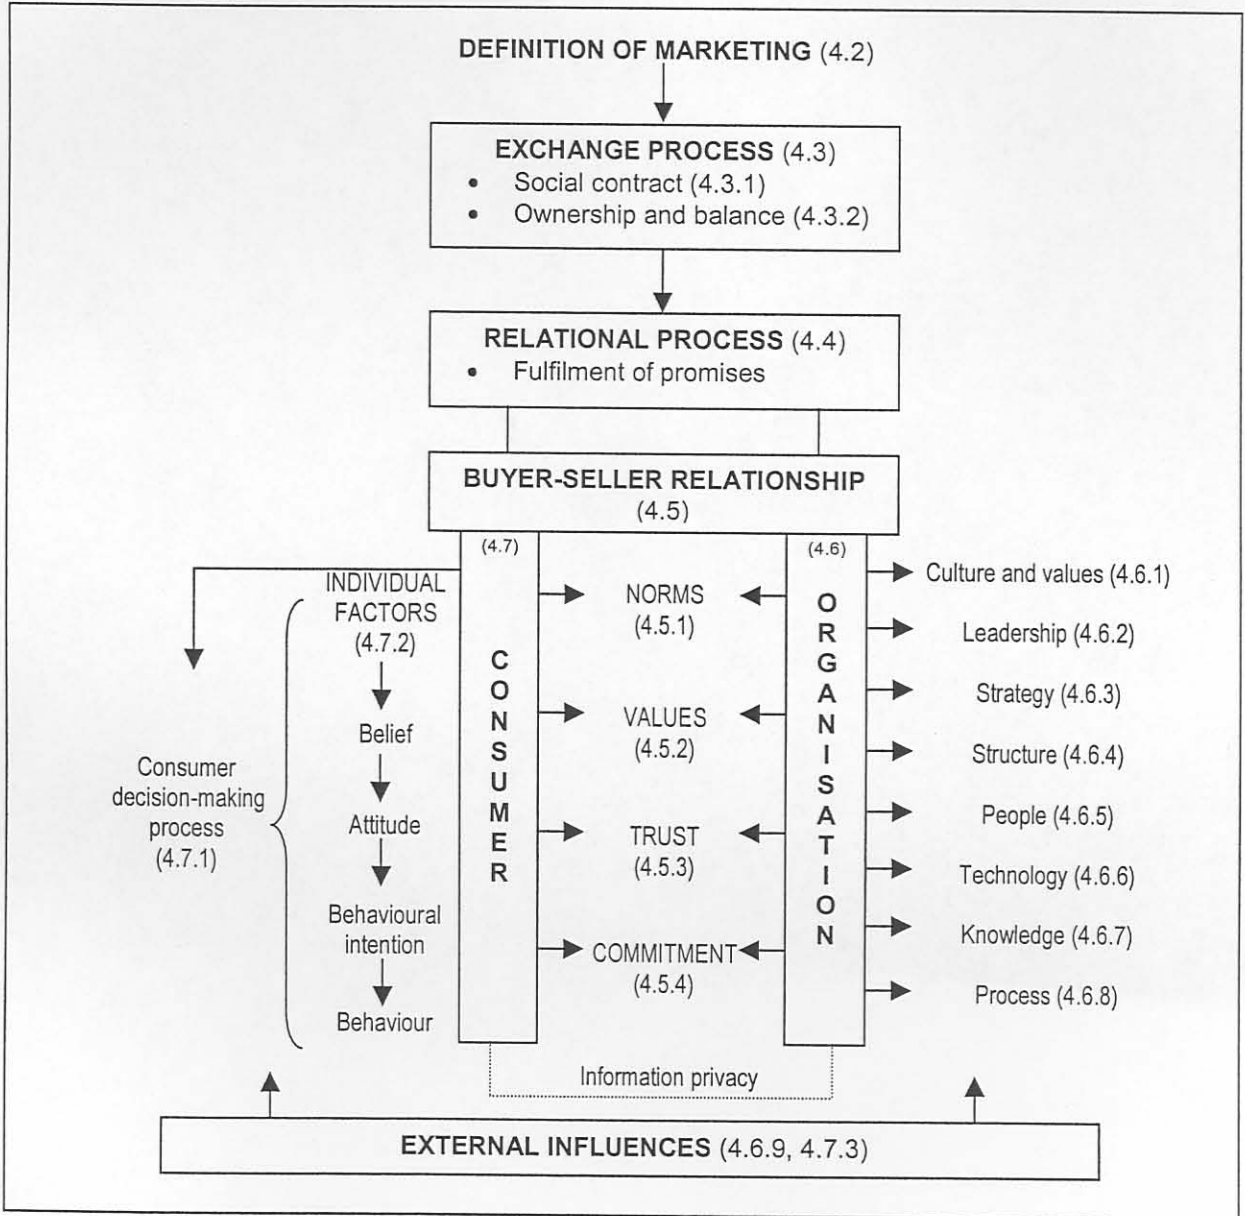 DEFINITION OF MARKETING (4.2)
EXCHANGE PROCESS (4.3)
• Social contract (4.3.1)
• Ownership and balance (4.3.2)
RELATIONAL PROCESS (4.4)
• Fulfilment of promises
BUYER-SELLER RELATIONSHIP
(4.5)
(4.7)
CONSUMER
(4.6)
ORGANISATION
INDIVIDUAL
FACTORS
(4.7.2)
Belief
Attitude
Behavioural
intention
Behaviour
Consumer
decision-making
process
(4.7.1)
NORMS
(4.5.1)
VALUES
(4.5.2)
TRUST
(4.5.3)
COMMITMENT
(4.5.4)
Culture and values (4.6.1)
Leadership (4.6.2)
Strategy (4.6.3)
Structure (4.6.4)
People (4.6.5)
Technology (4.6.6)
Knowledge (4.6.7)
Process (4.6.8)
Information privacy
EXTERNAL INFLUENCES (4.6.9, 4.7.3)